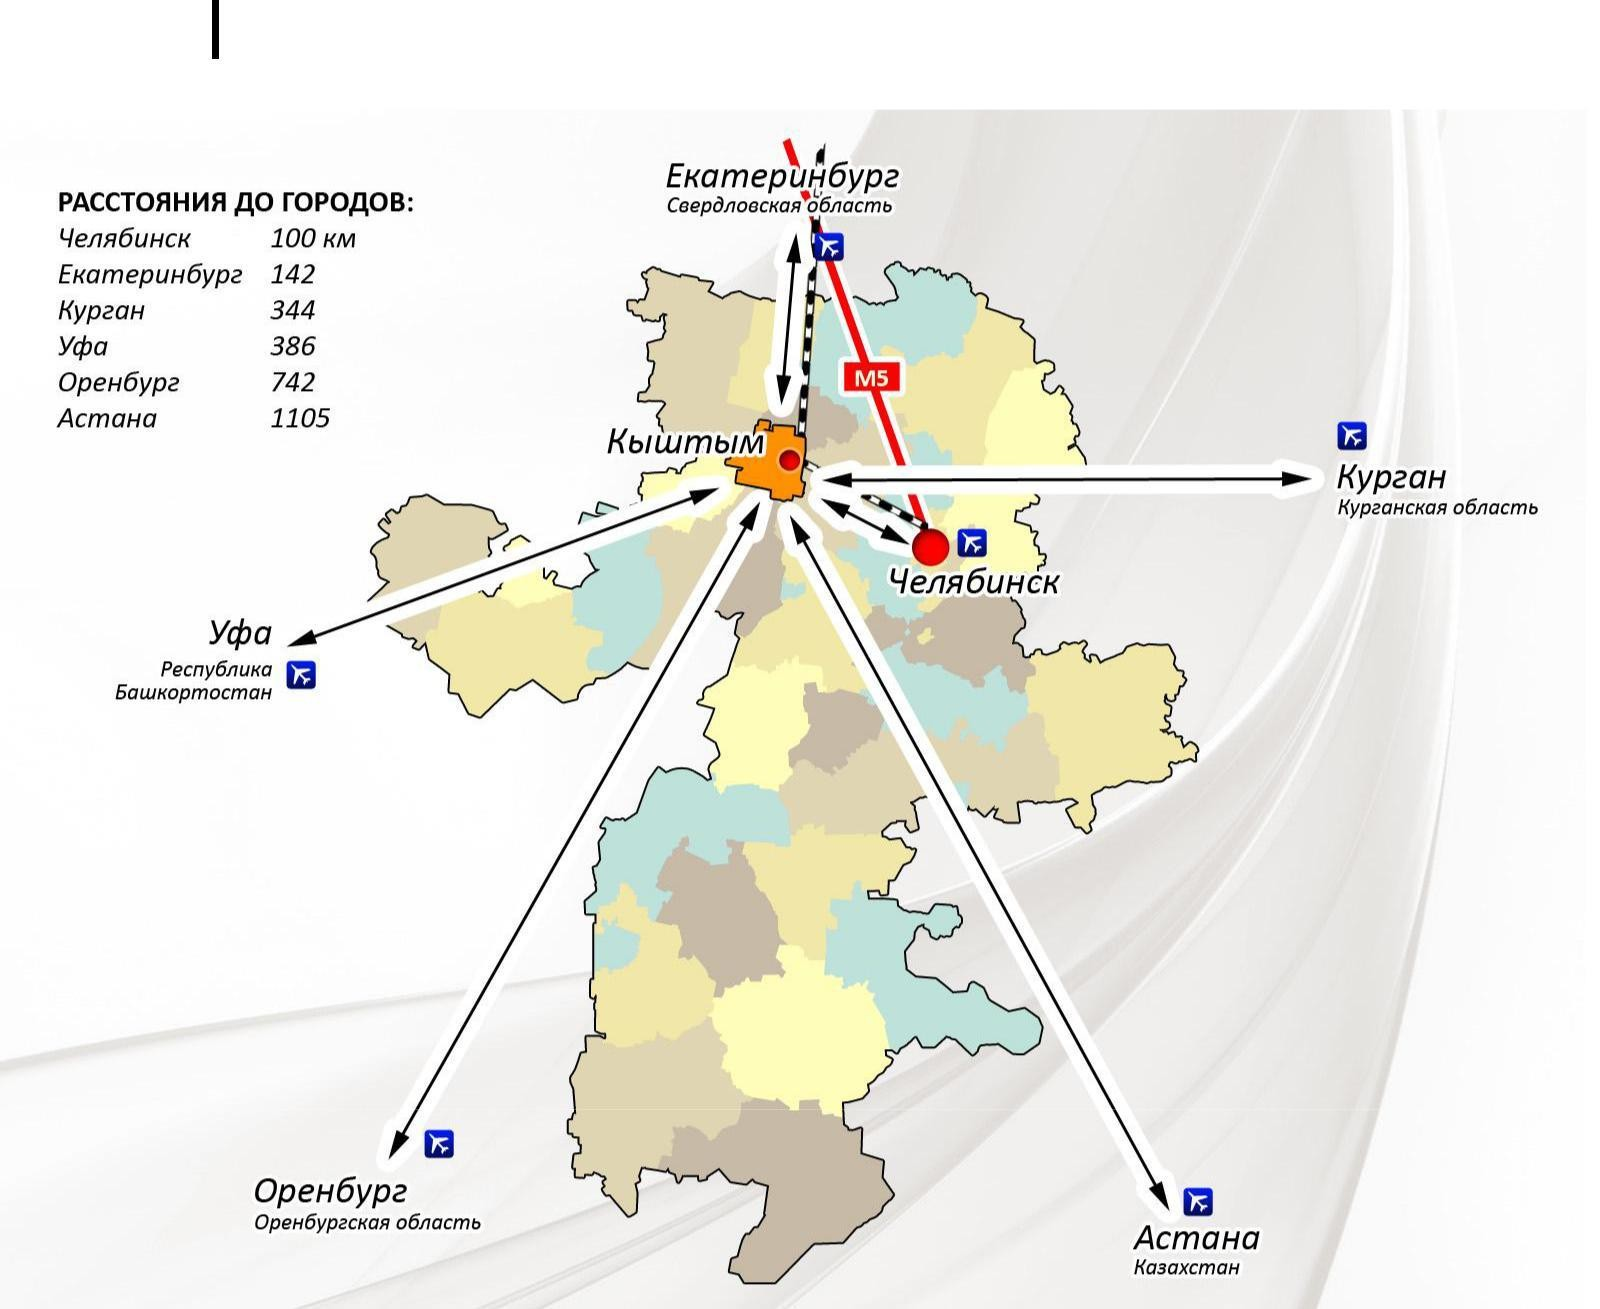 Екатеринбург
Свердловская область
РАССТОЯНИЯ ДО ГОРОДОВ:
Челябинск 100 км
Екатеринбург 142
Курган 344
Уфа 386
Оренбург 742
Астана 1105
М5
Кыштым
Курган
Курганская область
Челябинск
Уфа
Республика
Башкортостан
Оренбург
Оренбургская область
Астана
Казахстан